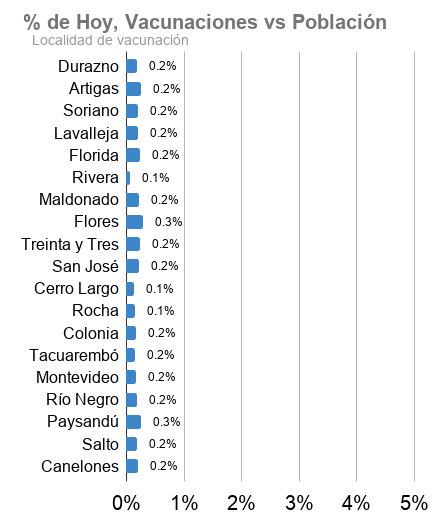 % de Hoy, Vacunaciones vs Población
Localidad de vacunación
Durazno 0.2%
Artigas 0.2%
Soriano 0.2%
Lavalleja 0.2%
Florida 0.2%
Rivera 0.1%
Maldonado 0.2%
Flores 0.3%
Treinta y Tres 0.2%
San José 0.2%
Cerro Largo 0.1%
Rocha 0.1%
Colonia 0.2%
Tacuarembó 0.2%
Montevideo 0.2%
Río Negro 0.2%
Paysandú 0.3%
Salto 0.2%
Canelones 0.2%
0% 1% 2% 3% 4% 5%